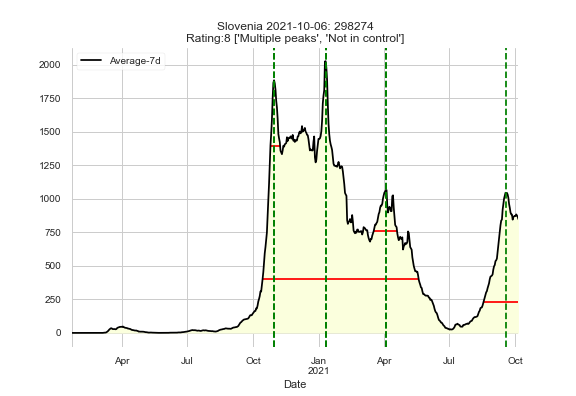 Slovenia 2021-10-06: 298274
Rating:8 ['Multiple peaks', 'Not in control']
Average-7d
2000
1750
1500
1250
1000
750
500
250
0
Apr Jul Oct Jan Apr Jul Oct
2021
Date